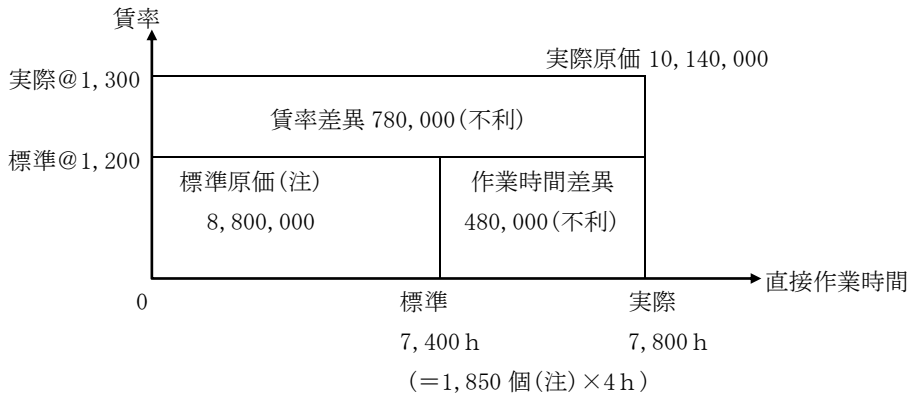 賃率
実際原価 10,140,000
実際@1,300
賃率差異 780,000(不利)
標準@1,200
標準原価(注)
作業時間差異
8,800,000
480,000(不利)
直接作業時間
0
標準
実際
7,400ｈ
7,800ｈ
(＝1,850 個(注)×4ｈ)